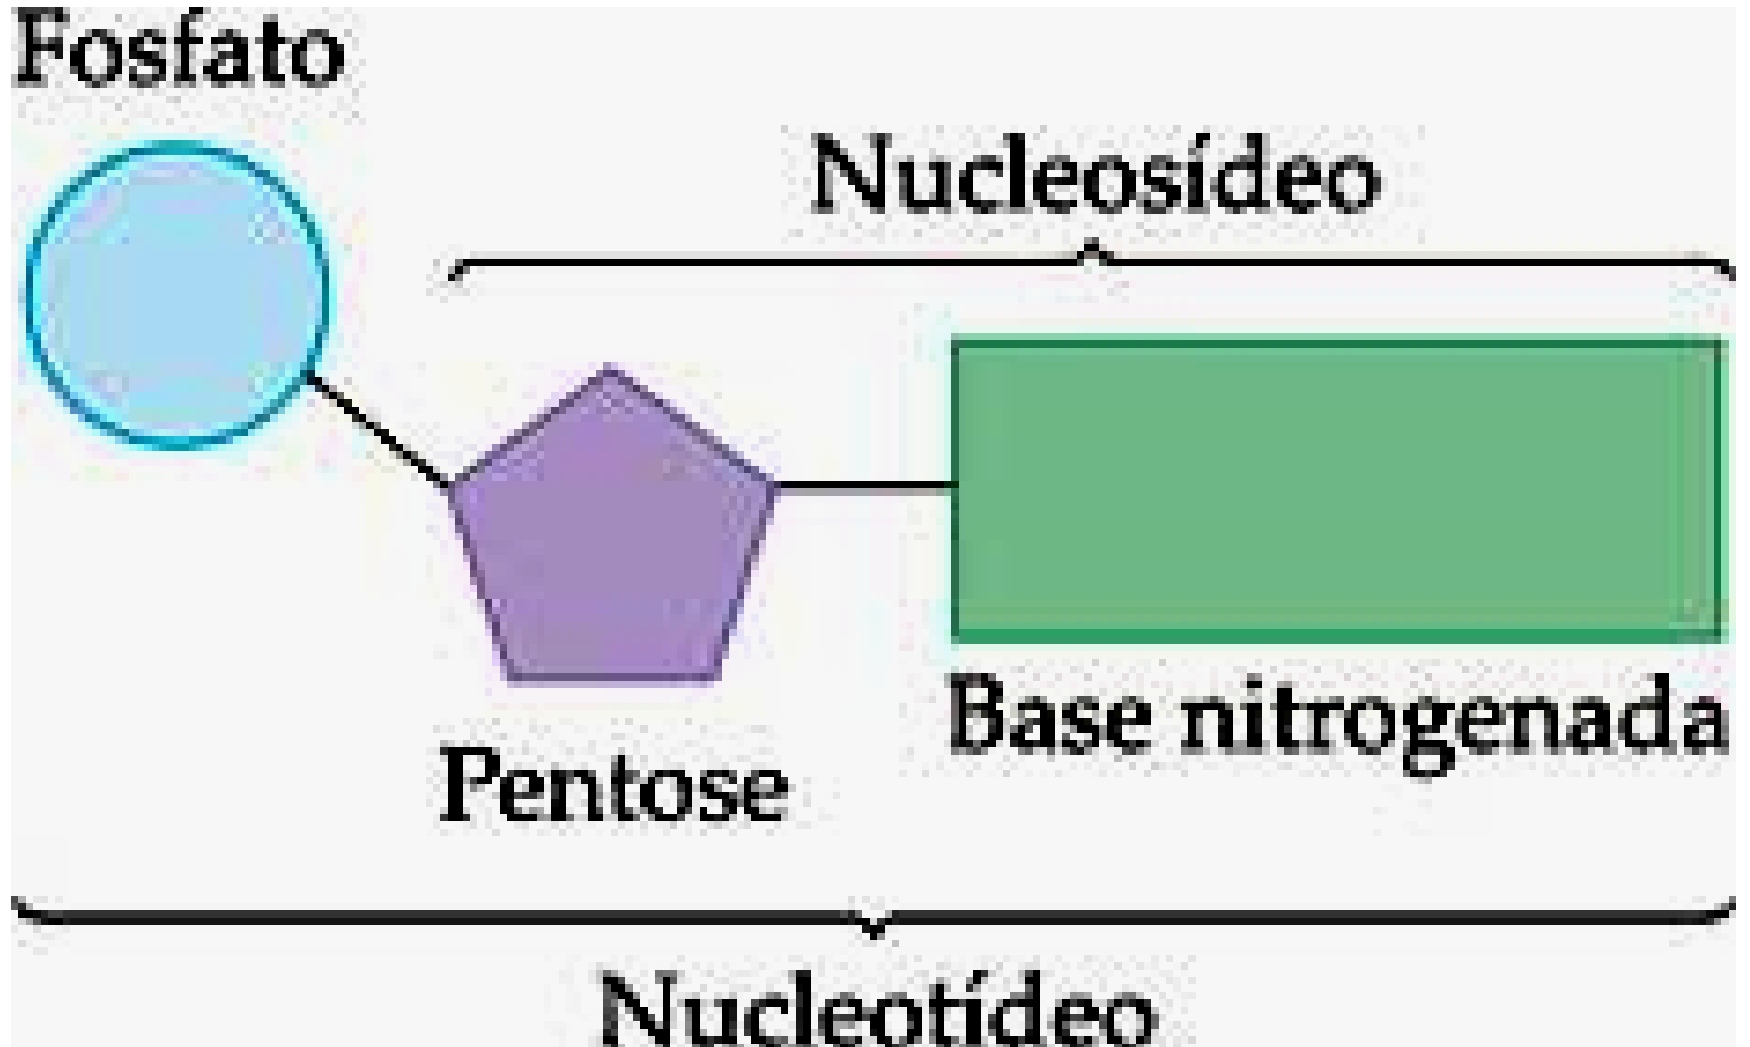 Fosfato
Nucleosídeo
Base nitrogenada
Pentose
Nucleotídeo